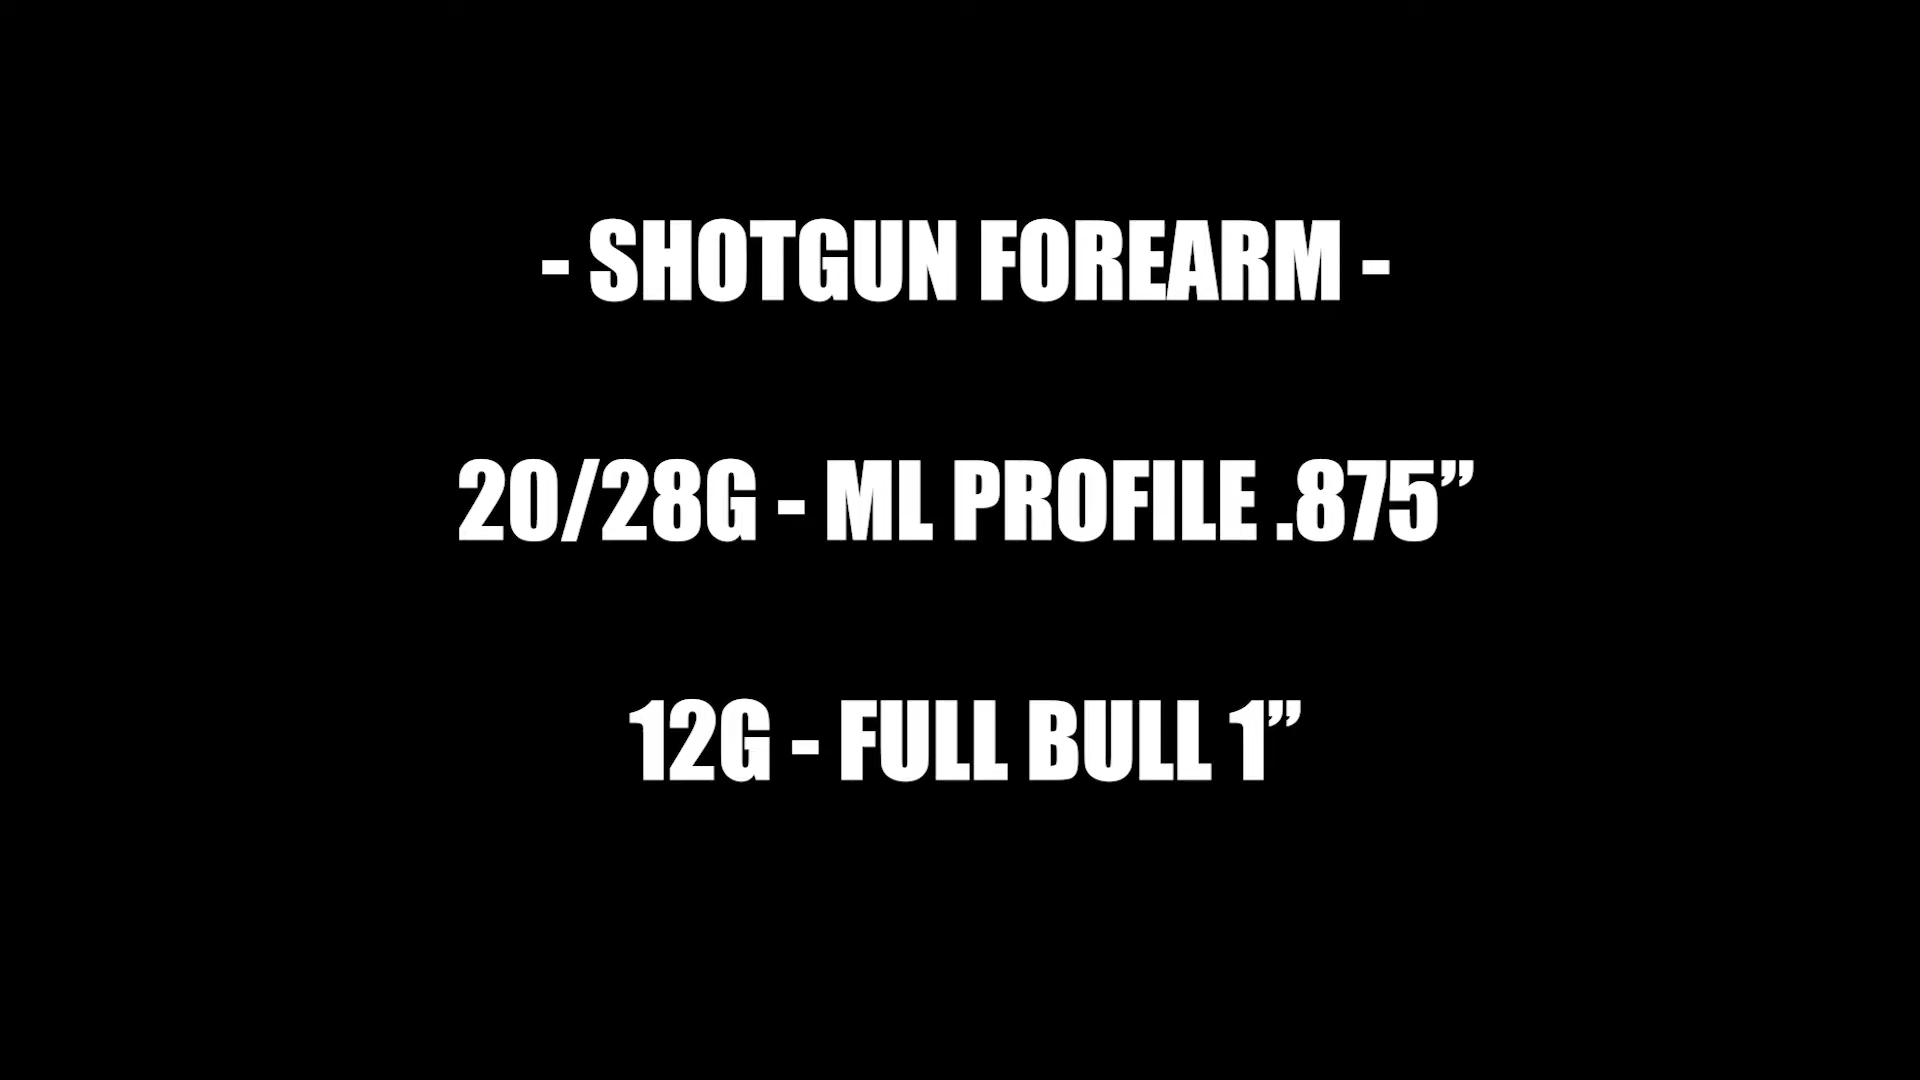 - SHOTGUN FOREARM -
20/28G - ML PROFILE .875”
12G - FULL BULL 1”